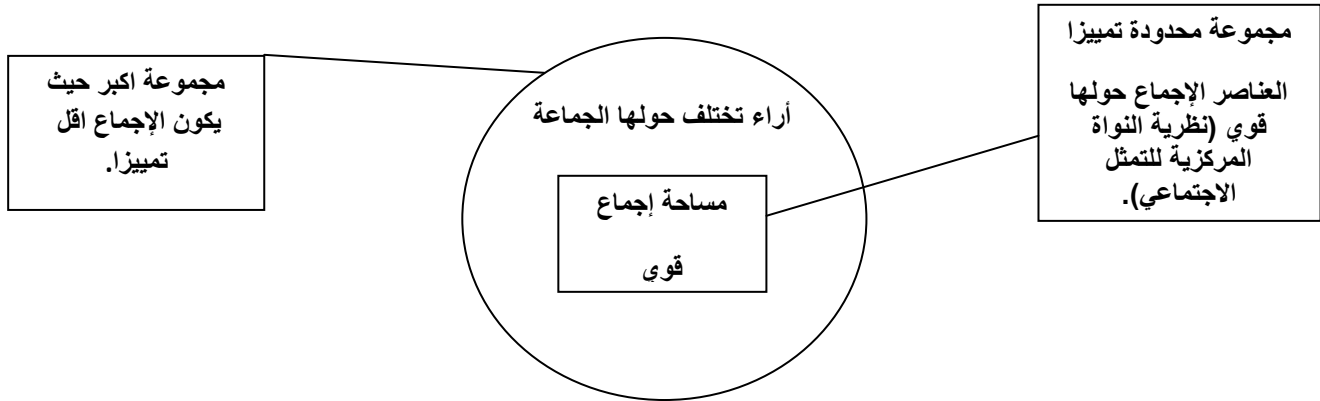 مجموعة محدودة تمييزا
العناصر الإجماع حولها
قوي (نظرية النواة
المركزية للتمثل
الاجتماعي).
أراء تختلف حولها الجماعة
مساحة إجماع
قوي
مجموعة اكبر حيث
يكون الإجماع اقل
تمييزا.